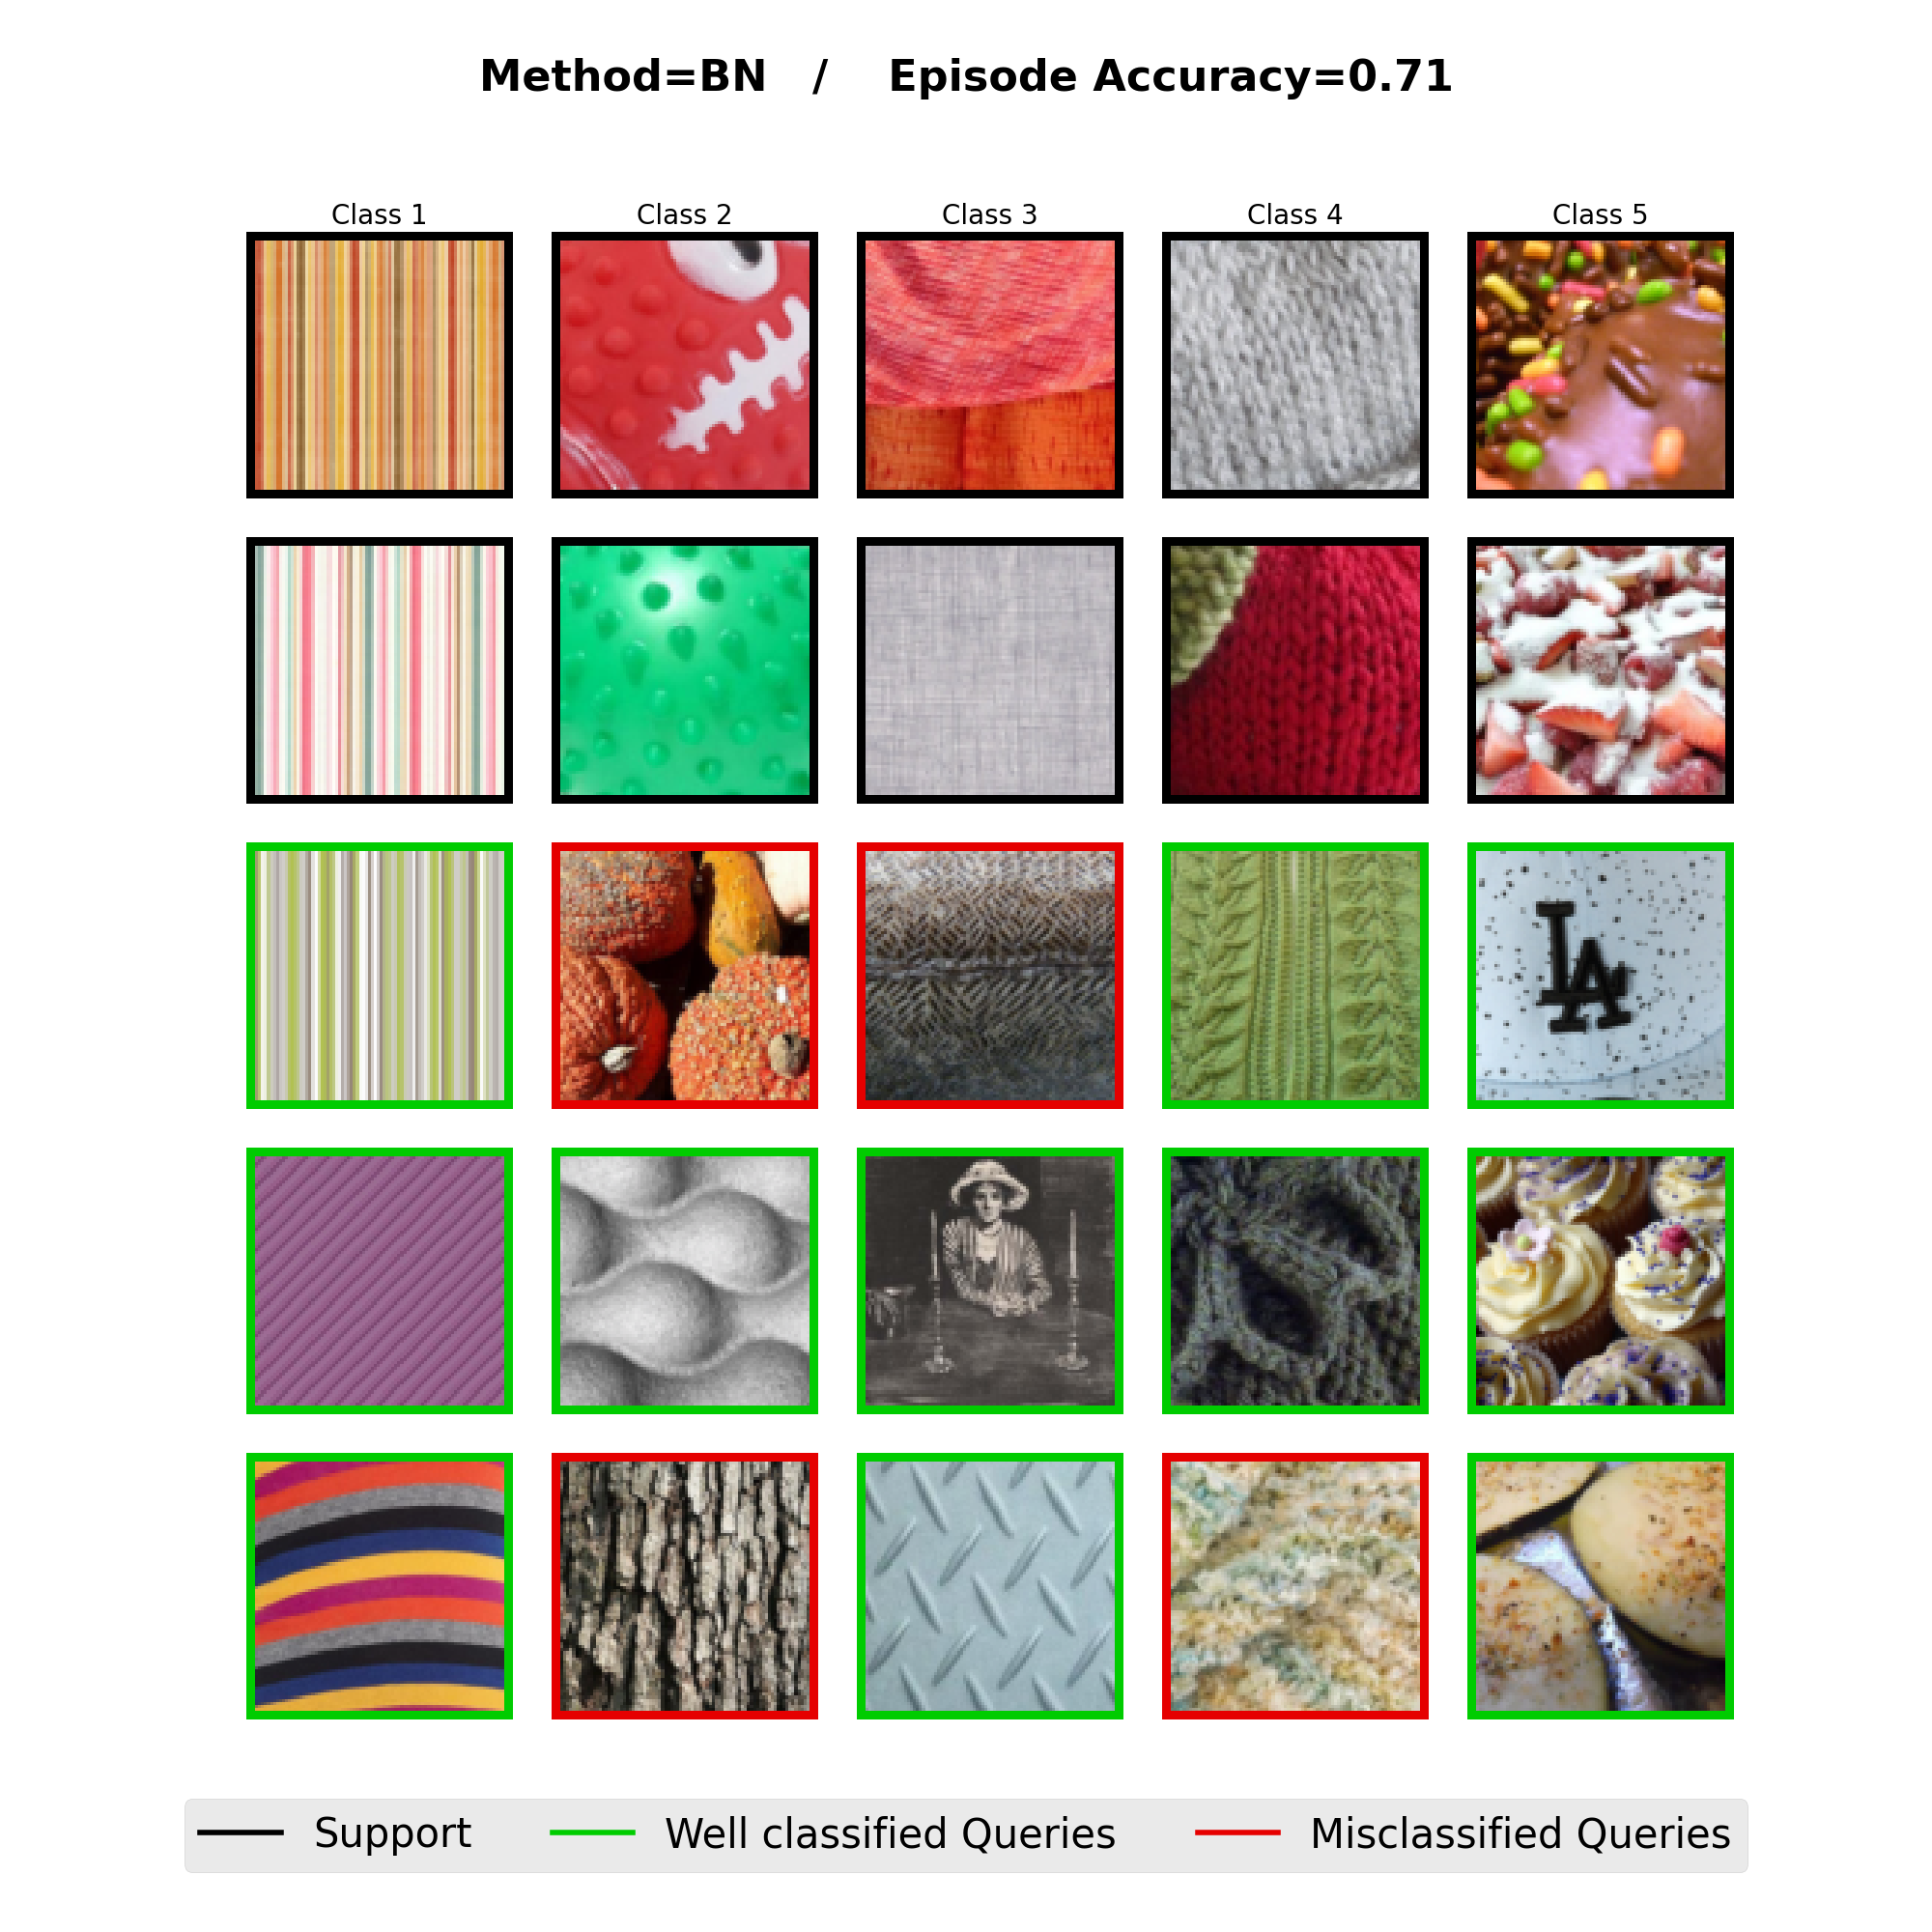 Method=BN / Episode Accuracy=0.71
Class 1 Class 2 Class 3 Class 4 Class 5
LA
Support Well classified Queries Misclassified Queries